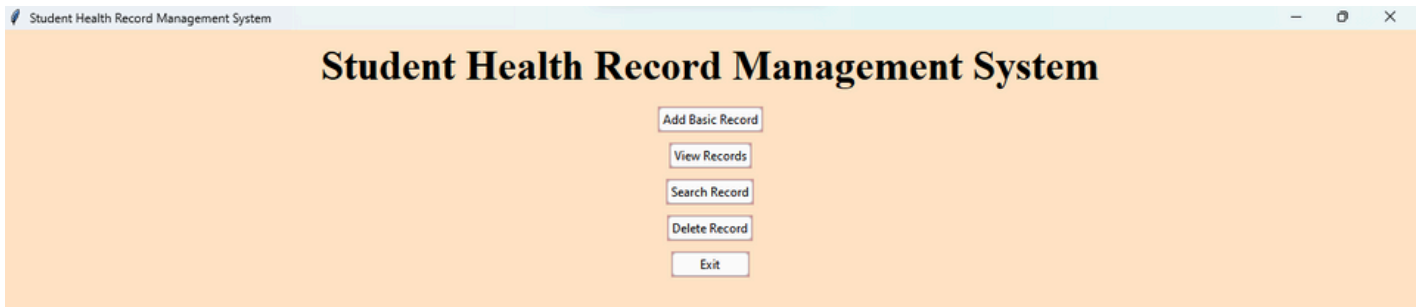 Student Health Record Management System
Student Health Record Management System
Add Basic Record
View Records
Search Record
Delete Record
Exit